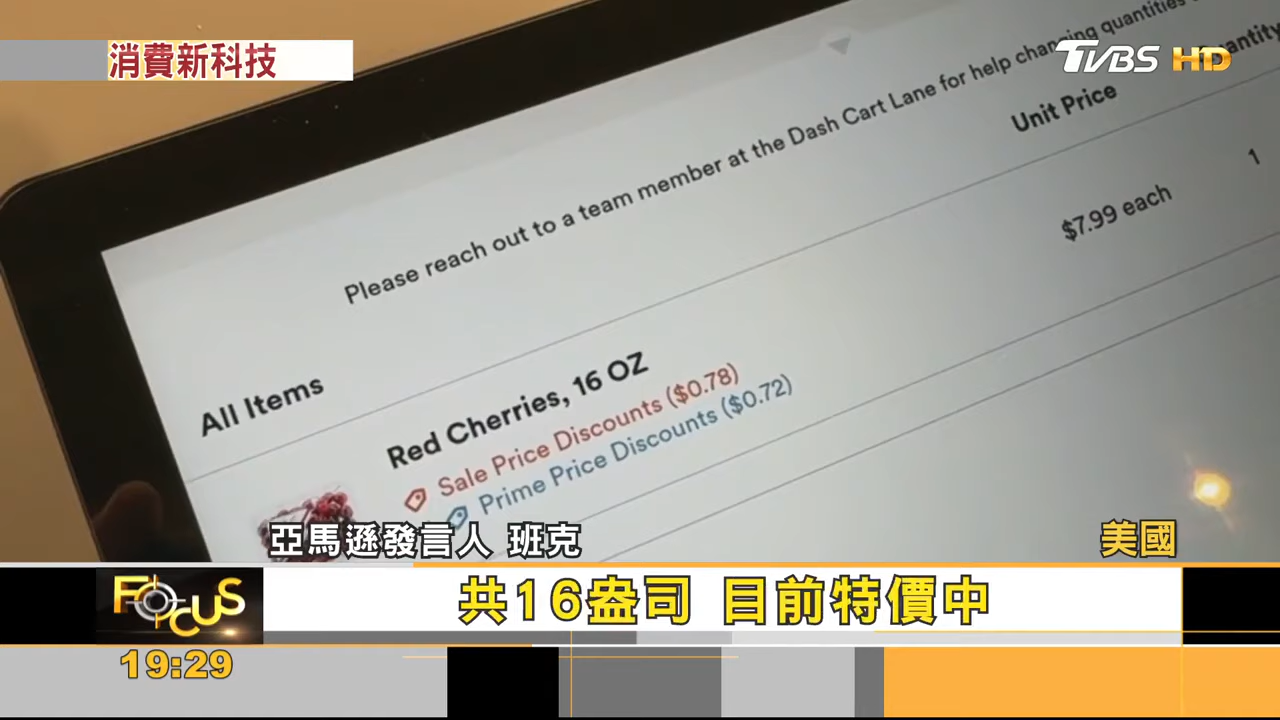 消費新科技
TVBS HD
Please reach out to a team member at the Dash Cart Lane for help changing quantities
Unit Price
$7.99 each
1
All Items
Red Cherries, 16 OZ
Sale Price Discounts ($0.78)
Prime Price Discounts ($0.72)
亞馬遜發言人 班克
美國
FOCUS
共16盎司 目前特價中
19:29